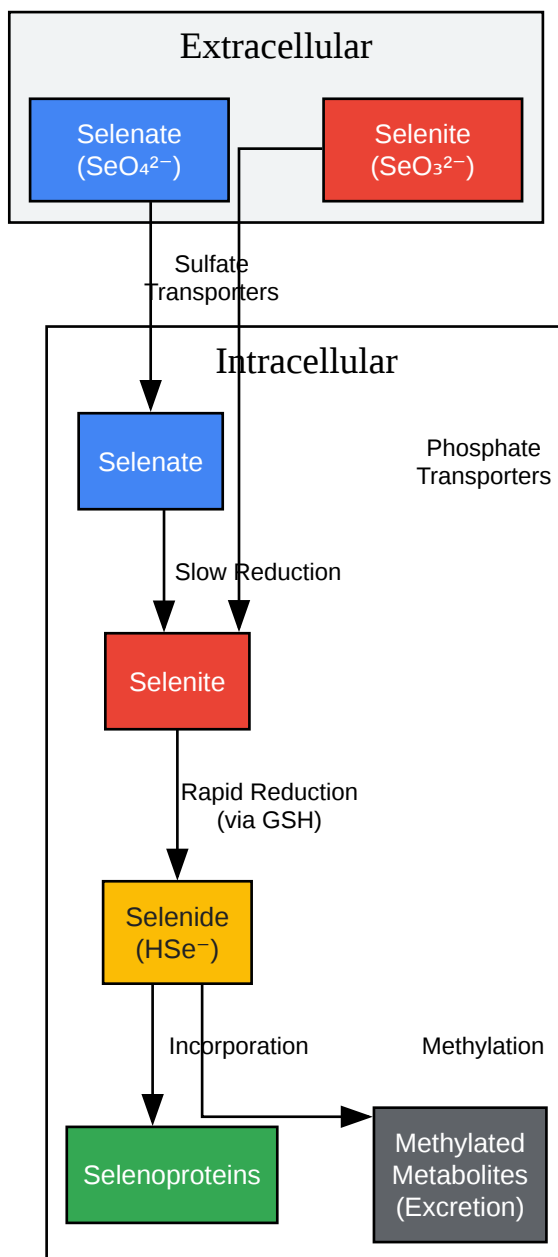 Extracellular
Selenate
(SeO₄²⁻)
Selenite
(SeO₃²⁻)
Sulfate
Transporters
Intracellular
Selenate
Phosphate
Transporters
Slow Reduction
Selenite
Rapid Reduction
(via GSH)
Selenide
(HSe⁻)
Incorporation
Methylation
Selenoproteins
Methylated
Metabolites
(Excretion)